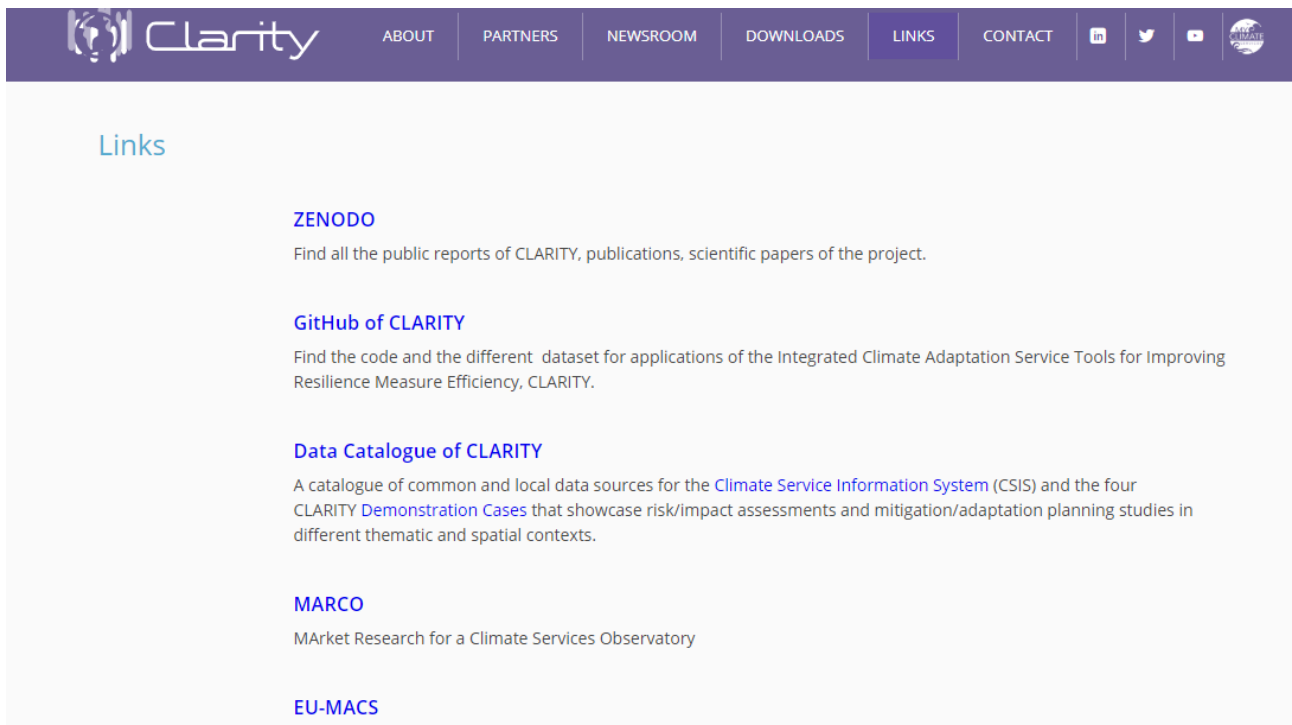 Clarity ABOUT PARTNERS NEWSROOM DOWNLOADS LINKS CONTACT in CLIMATE
Links
ZENODO
Find all the public reports of CLARITY, publications, scientific papers of the project.
GitHub of CLARITY
Find the code and the different  dataset for applications of the Integrated Climate Adaptation Service Tools for Improving
Resilience Measure Efficiency, CLARITY.
Data Catalogue of CLARITY
A catalogue of common and local data sources for the Climate Service Information System (CSIS) and the four
CLARITY Demonstration Cases that showcase risk/impact assessments and mitigation/adaptation planning studies in
different thematic and spatial contexts.
MARCO
MArket Research for a Climate Services Observatory
EU-MACS